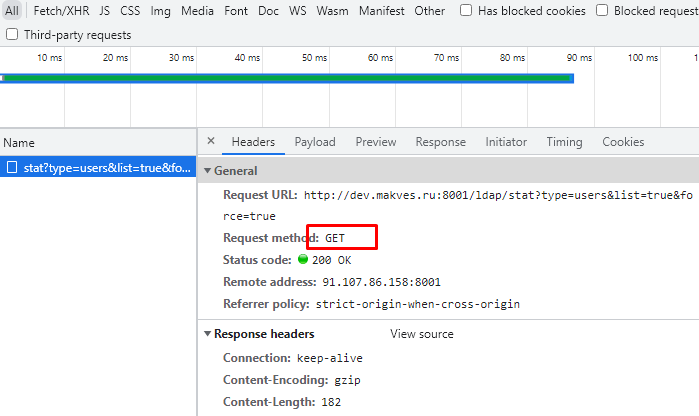 All Fetch/XHR JS CSS Img Media Font Doc WS Wasm Manifest Other Has blocked cookies Blocked request
Third-party requests
10 ms 20 ms 30 ms 40 ms 50 ms 60 ms 70 ms 80 ms 90 ms 100 ms 1
Name × Headers Payload Preview Response Initiator Timing Cookies
stat?type=users&list=true&fo...
▼ General
Request URL: http://dev.makves.ru:8001/ldap/stat?type=users&list=true&fo
rce=true
Request method: GET
Status code: 200 OK
Remote address: 91.107.86.158:8001
Referrer policy: strict-origin-when-cross-origin
▼ Response headers View source
Connection: keep-alive
Content-Encoding: gzip
Content-Length: 182